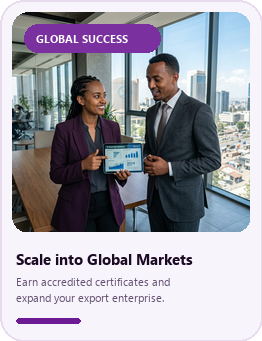 GLOBAL SUCCESS
Scale into Global Markets
Earn accredited certificates and
expand your export enterprise.